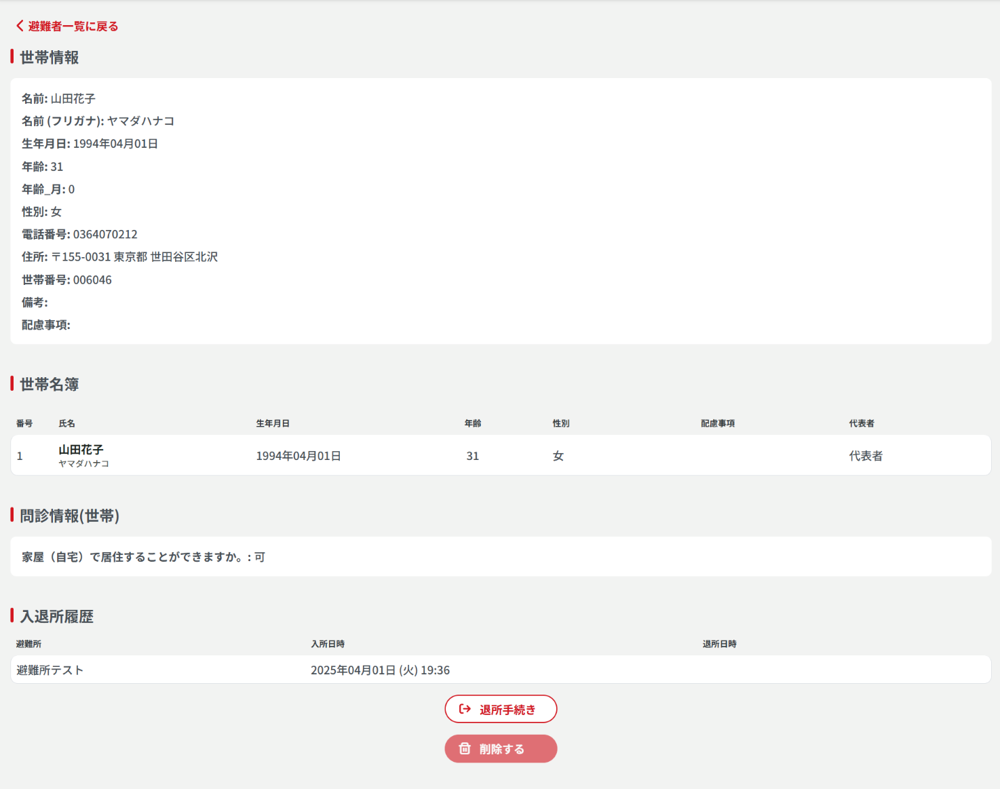 避難者一覧に戻る
世帯情報
名前: 山田花子
名前 (フリガナ): ヤマダハナコ
生年月日: 1994年04月01日
年齢: 31
年齢_月: 0
性別: 女
電話番号: 0364070212
住所: 〒155-0031 東京都 世田谷区北沢
世帯番号: 006046
備考:
配慮事項:
世帯名簿
番号 氏名 生年月日 年齢 性別 配慮事項 代表者
1 山田花子 1994年04月01日 31 女 代表者
ヤマダハナコ
問診情報(世帯)
家屋（自宅）で居住することができますか。: 可
入退所履歴
避難所 入所日時 退所日時
避難所テスト 2025年04月01日 (火) 19:36
退所手続き
削除する